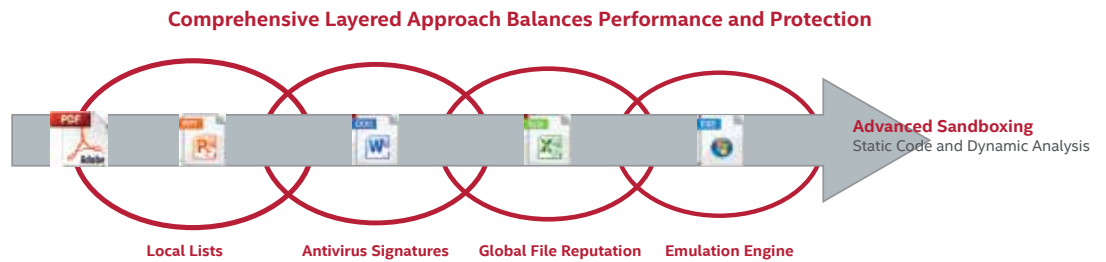 Comprehensive Layered Approach Balances Performance and Protection
PDF
Adobe
Advanced Sandboxing
Static Code and Dynamic Analysis
Local Lists
Antivirus Signatures
Global File Reputation
Emulation Engine